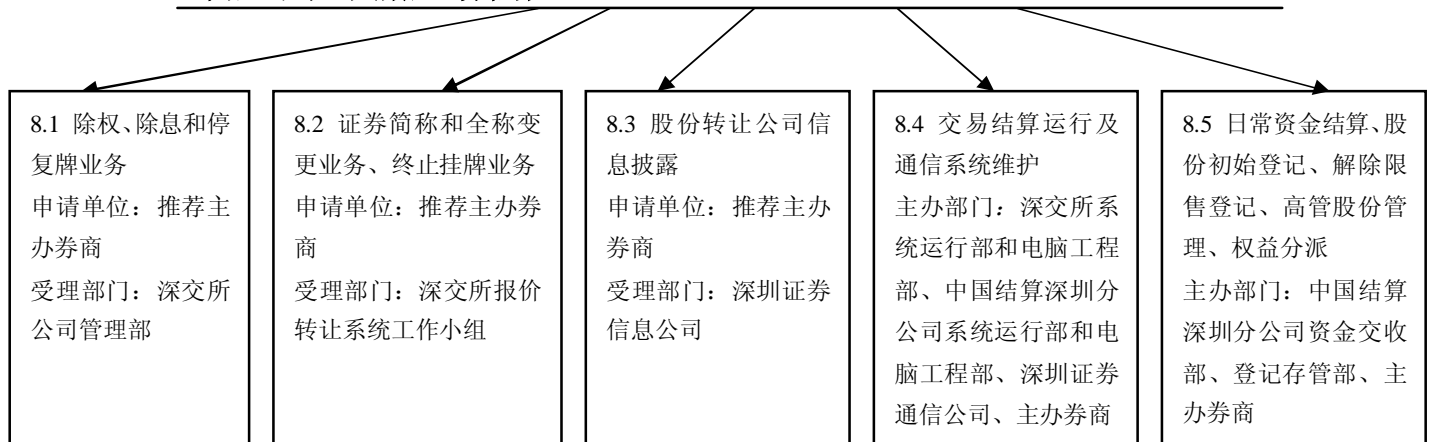 8.1 除权、除息和停
复牌业务
申请单位：推荐主
办券商
受理部门：深交所
公司管理部
8.2 证券简称和全称变
更业务、终止挂牌业务
申请单位：推荐主办券
商
受理部门：深交所报价
转让系统工作小组
8.3 股份转让公司信
息披露
申请单位：推荐主办
券商
受理部门：深圳证券
信息公司
8.4 交易结算运行及
通信系统维护
主办部门：深交所系
统运行部和电脑工程
部、中国结算深圳分
公司系统运行部和电
脑工程部、深圳证券
通信公司、主办券商
8.5 日常资金结算、股
份初始登记、解除限
售登记、高管股份管
理、权益分派
主办部门：中国结算
深圳分公司资金交收
部、登记存管部、主
办券商